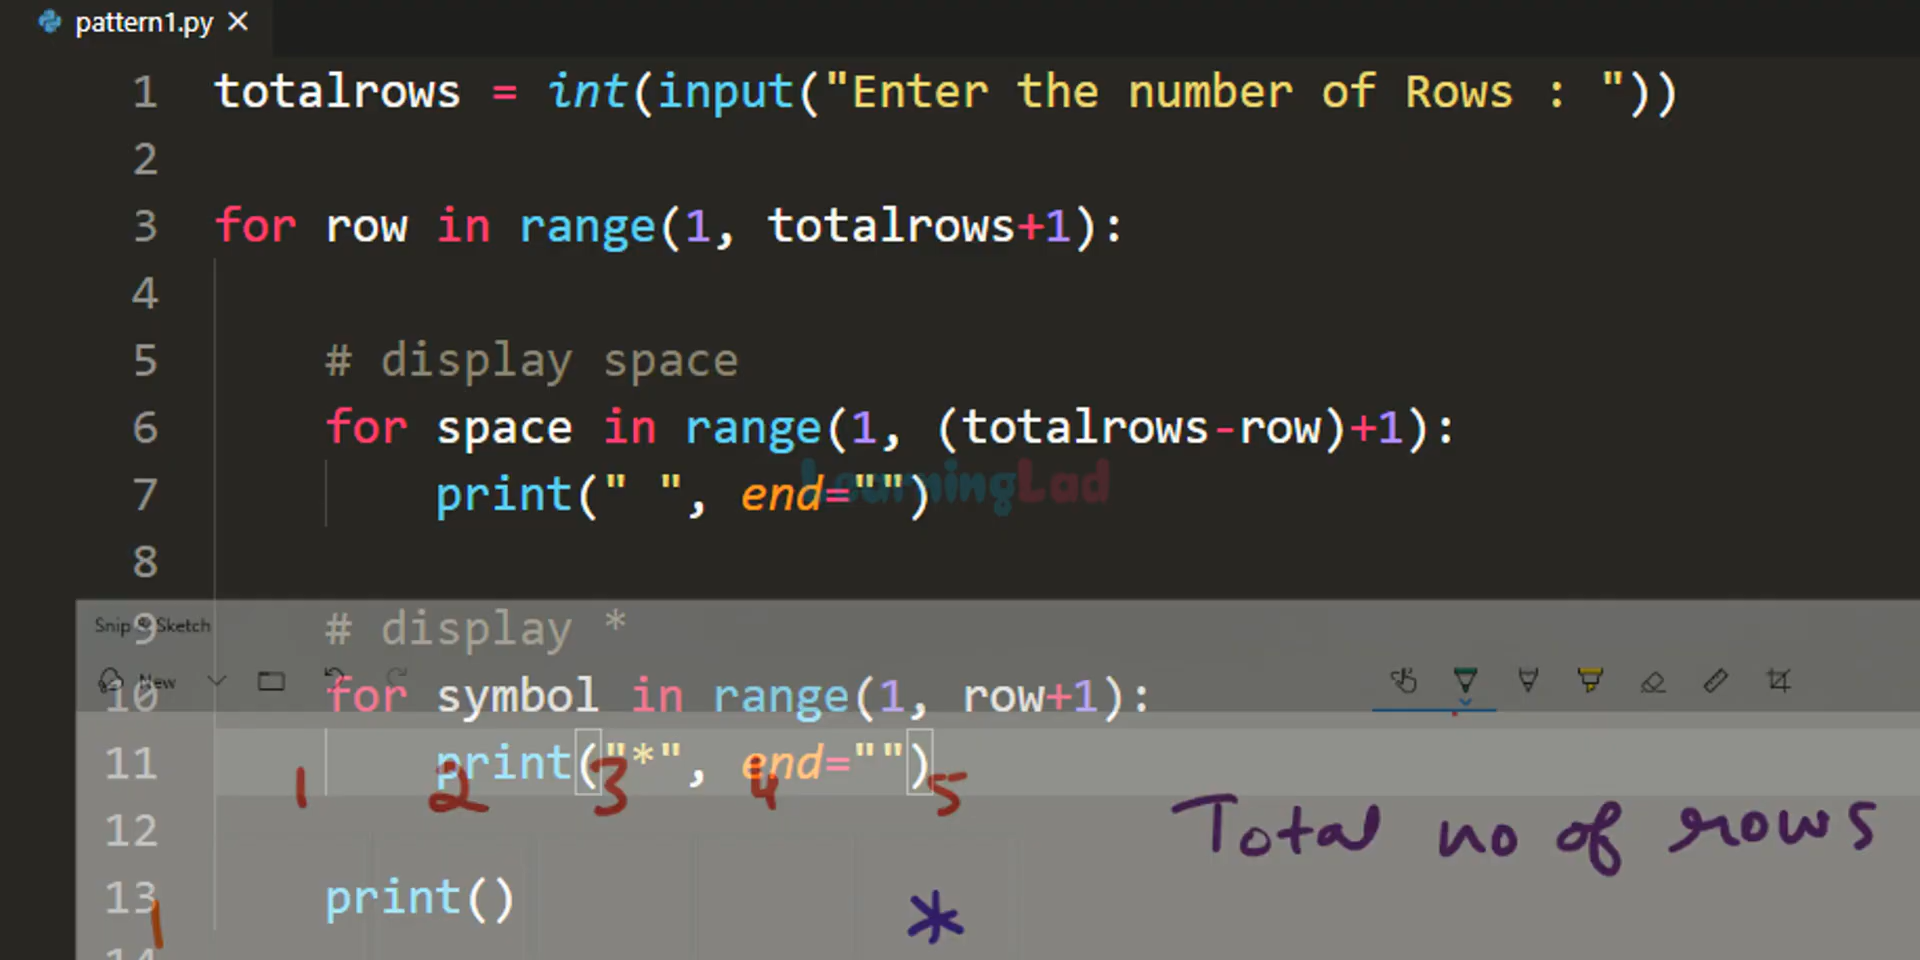 pattern1.py ×
1 totalrows = int(input("Enter the number of Rows : "))
2
3 for row in range(1, totalrows+1):
4
5 # display space
6 for space in range(1, (totalrows-row)+1):
7 print(" ", end="")
LearningLad
8
Snip & Sketch
9 # display *
New
10 for symbol in range(1, row+1):
11 print("*", end="")
1 2 3 4 5
Total no of rows
12
13 print()
1 *
14